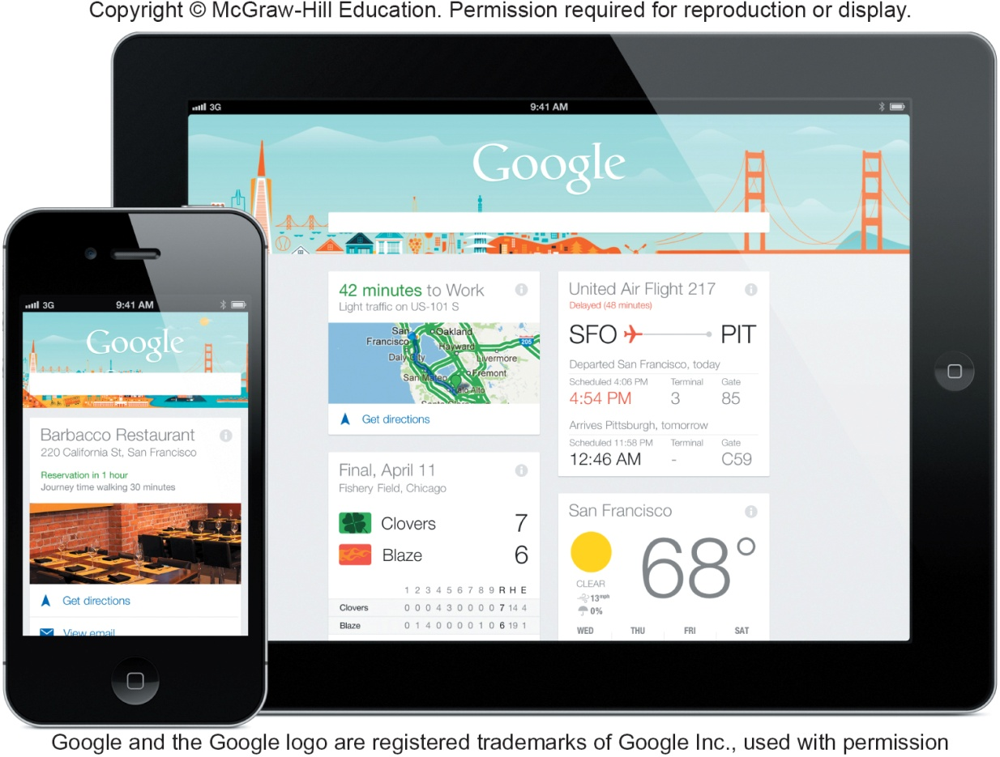 Copyright © McGraw-Hill Education. Permission required for reproduction or display.
3G 9:41 AM
Google
42 minutes to Work
Light traffic on US-101 S
San Francisco
Oakland
Hayward
205
Daly City
Livermore
San Mateo
Fremont
Palo Alto
Santa Cruz
Get directions
Final, April 11
Fishery Field, Chicago
Clovers 7
Blaze 6
1 2 3 4 5 6 7 8 9 R H E
Clovers 0 0 0 4 3 0 0 0 0 7 14 4
Blaze 0 1 4 0 0 0 0 1 0 6 19 1
United Air Flight 217
Delayed (48 minutes)
SFO PIT
Departed San Francisco, today
Scheduled 4:06 PM Terminal Gate
4:54 PM 3 85
Arrives Pittsburgh, tomorrow
Scheduled 11:58 PM Terminal Gate
12:46 AM - C59
San Francisco
68°
CLEAR
13mph
0%
WED THU FRI SAT
3G 9:41 AM
Google
Barbacco Restaurant
220 California St, San Francisco
Reservation in 1 hour
Journey time walking 30 minutes
Get directions
View email
Google and the Google logo are registered trademarks of Google Inc., used with permission